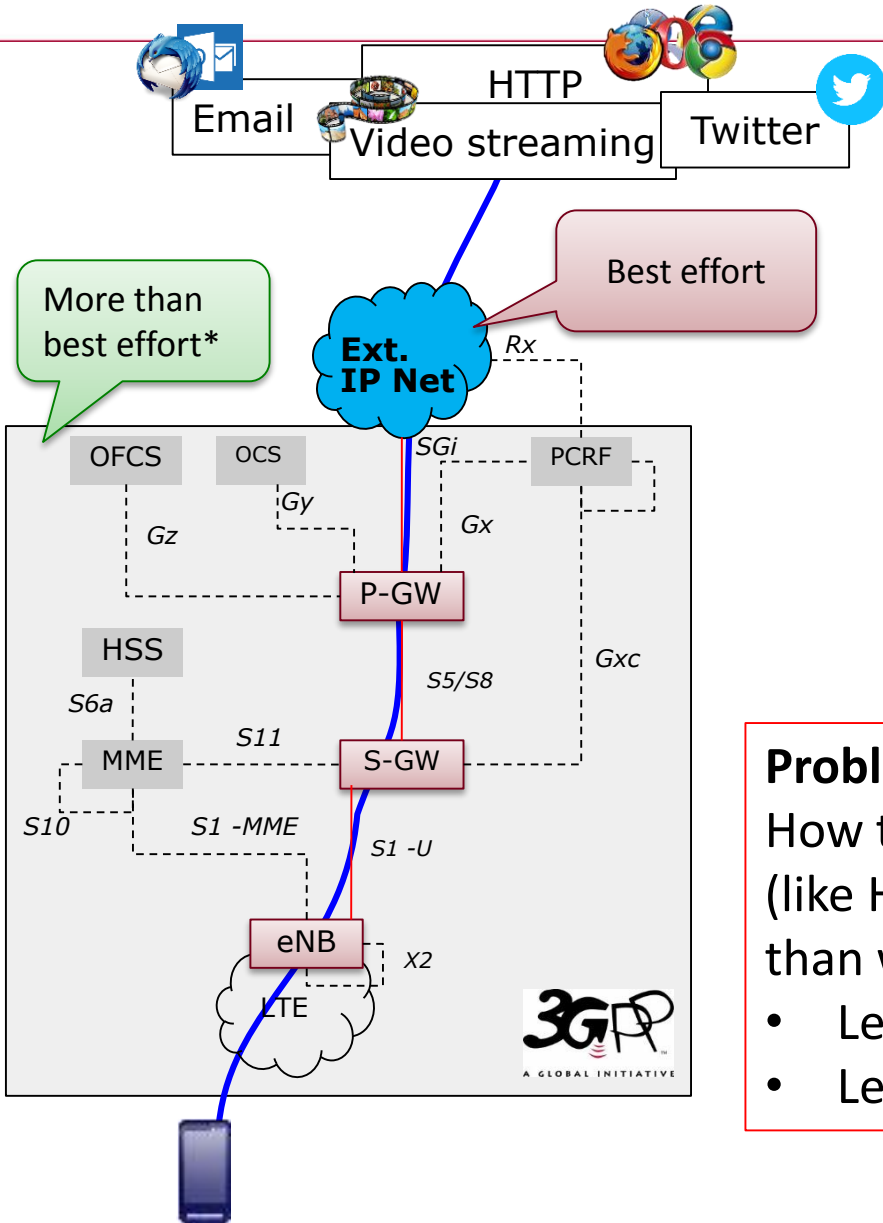 HTTP
Email
Video streaming
Twitter
Best effort
More than
best effort*
Ext.
IP Net
Rx
SGi
OFCS
OCS
PCRF
Gy
Gz
Gx
P-GW
HSS
S5/S8
Gxc
S6a
S11
MME
S-GW
S10
S1 -MME
S1 -U
eNB
X2
LTE
3GPP
A GLOBAL INITIATIVE
Probl
How t
(like H
than v
• Le
• Le